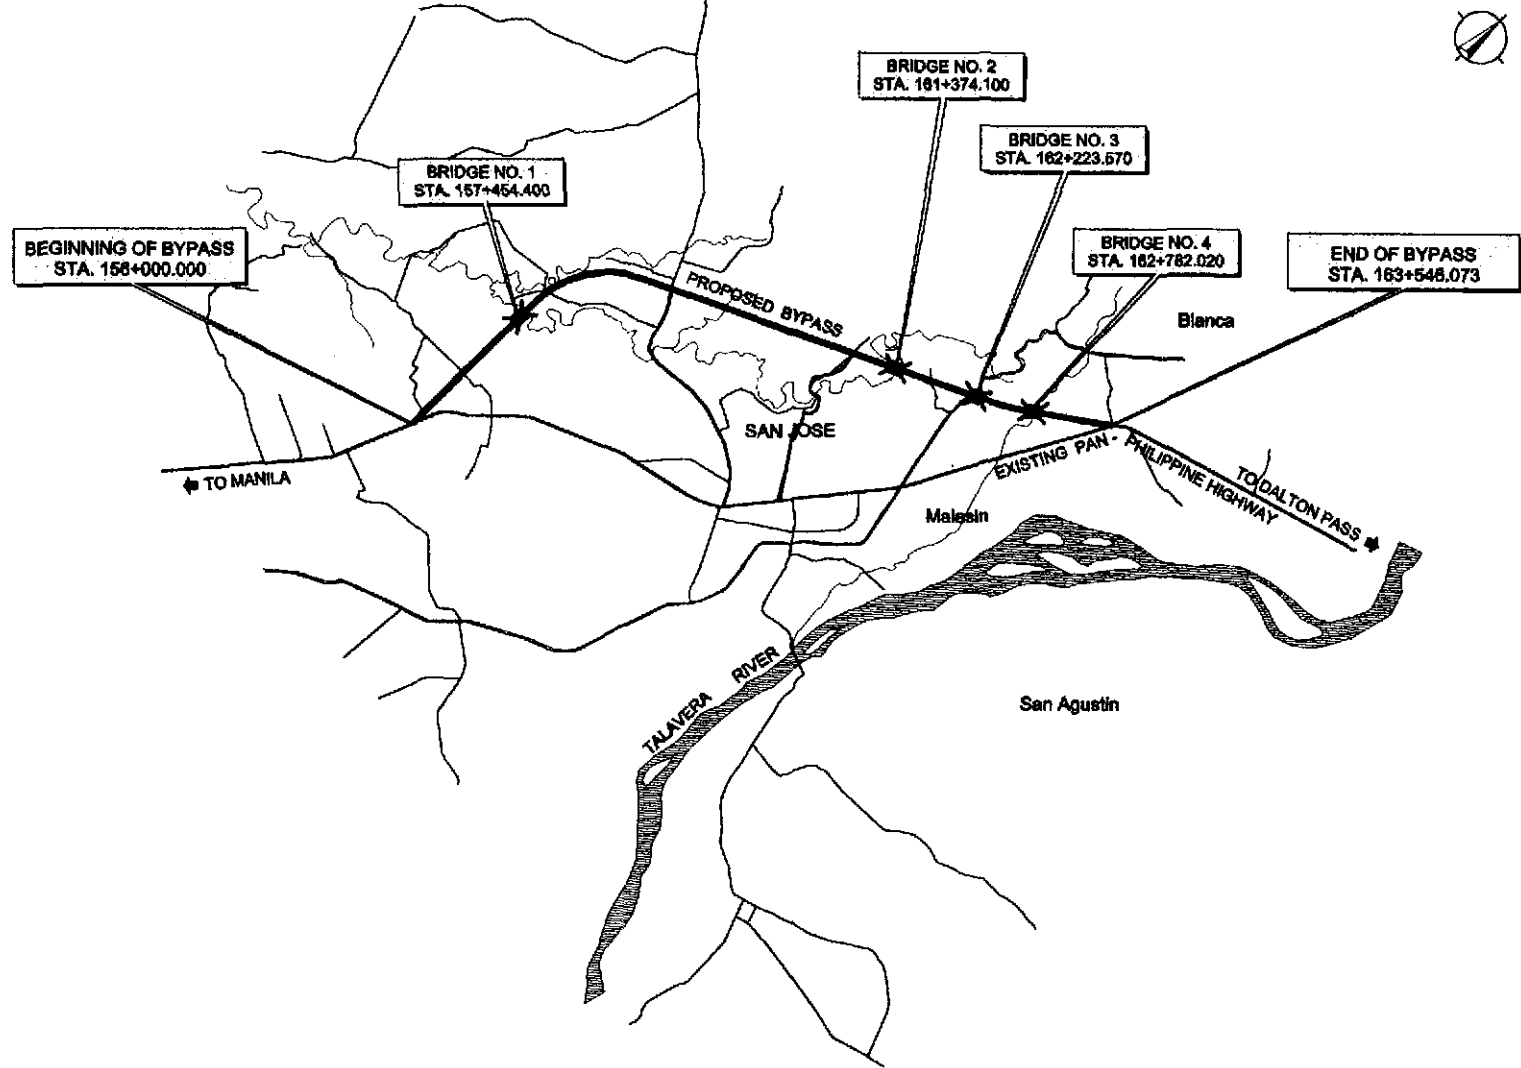 BRIDGE NO. 2
STA. 161+374.100
BRIDGE NO. 3
STA. 162+223.570
BRIDGE NO. 1
STA. 157+454.400
BEGINNING OF BYPASS
STA. 156+000.000
BRIDGE NO. 4
STA. 162+782.020
END OF BYPASS
STA. 163+546.073
PROPOSED BYPASS
Blanca
SAN JOSE
EXISTING PAN - PHILIPPINE HIGHWAY
TO MANILA
TO DALTON PASS
Malasin
TALAVERA RIVER
San Agustin